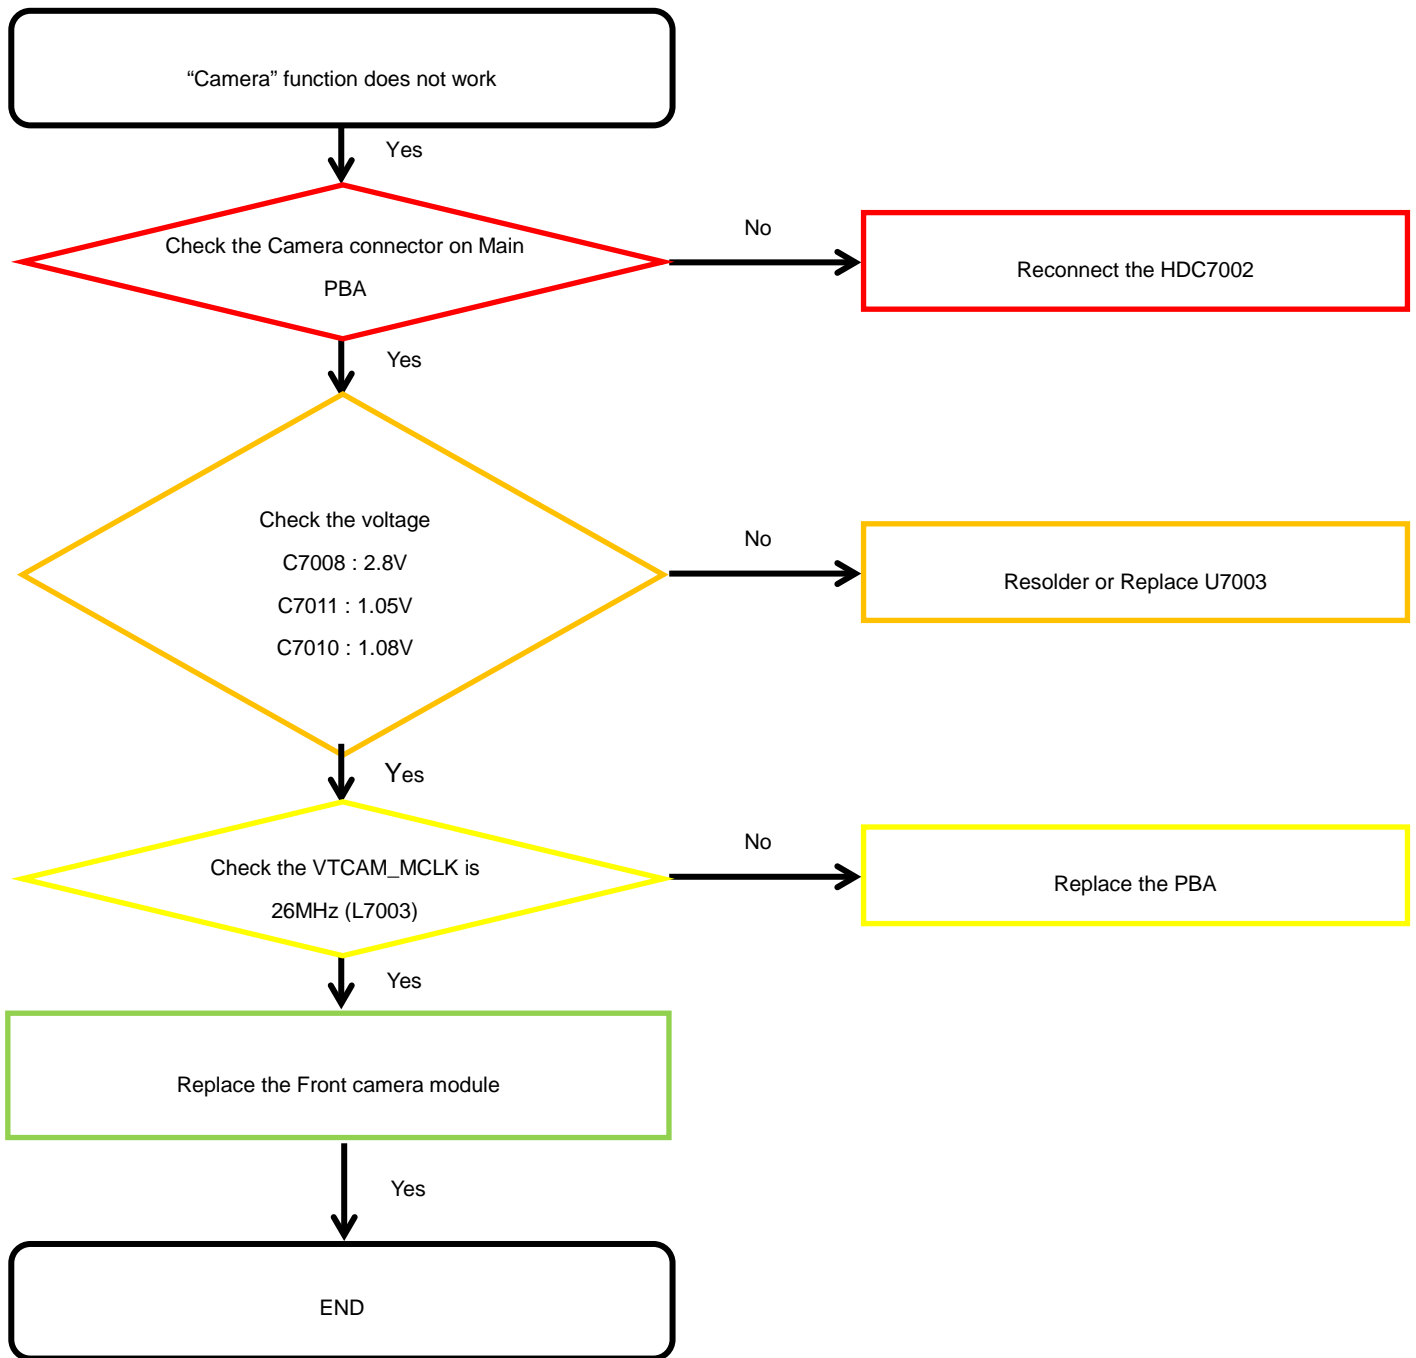 “Camera” function does not work
Yes
Check the Camera connector on Main
PBA
No
Reconnect the HDC7002
Yes
Check the voltage
C7008 : 2.8V
C7011 : 1.05V
C7010 : 1.08V
No
Resolder or Replace U7003
Yes
Check the VTCAM_MCLK is
26MHz (L7003)
No
Replace the PBA
Yes
Replace the Front camera module
Yes
END